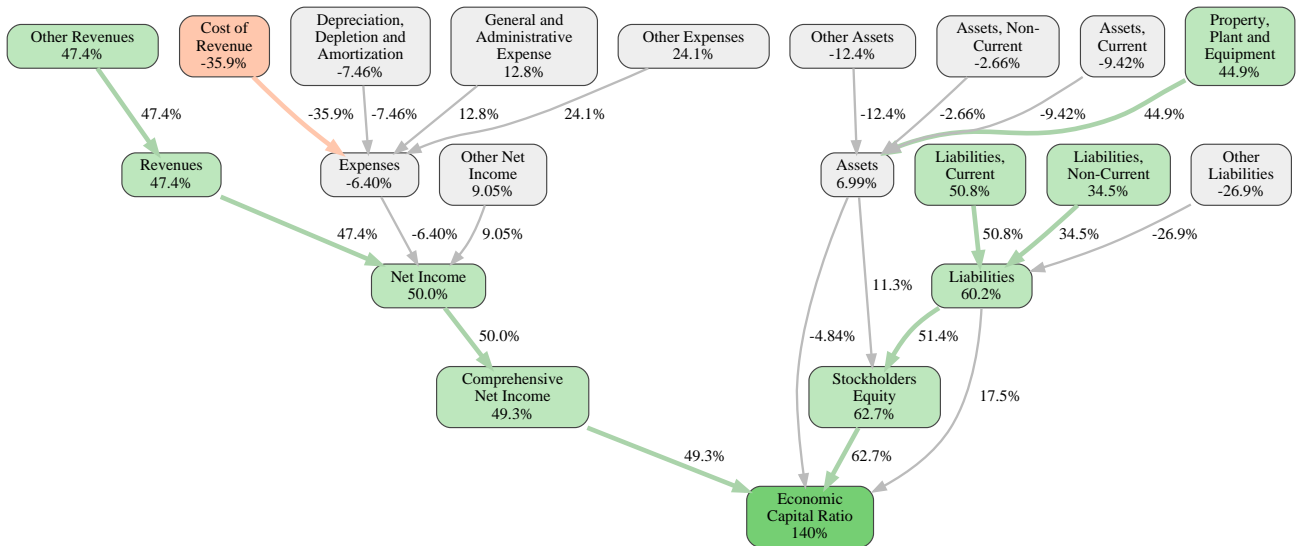 Other Revenues
47.4%
Cost of
Revenue
-35.9%
Depreciation,
Depletion and
Amortization
-7.46%
General and
Administrative
Expense
12.8%
Other Expenses
24.1%
Other Assets
-12.4%
Assets, Non-
Current
-2.66%
Assets,
Current
-9.42%
Property,
Plant and
Equipment
44.9%
47.4%
-35.9%
-7.46%
12.8%
24.1%
-12.4%
-2.66%
-9.42%
44.9%
Revenues
47.4%
Expenses
-6.40%
Other Net
Income
9.05%
Assets
6.99%
Liabilities,
Current
50.8%
Liabilities,
Non-Current
34.5%
Other
Liabilities
-26.9%
47.4%
-6.40%
9.05%
50.8%
34.5%
-26.9%
Net Income
50.0%
11.3%
Liabilities
60.2%
50.0%
-4.84%
51.4%
Comprehensive
Net Income
49.3%
Stockholders
Equity
62.7%
17.5%
49.3%
62.7%
Economic
Capital Ratio
140%